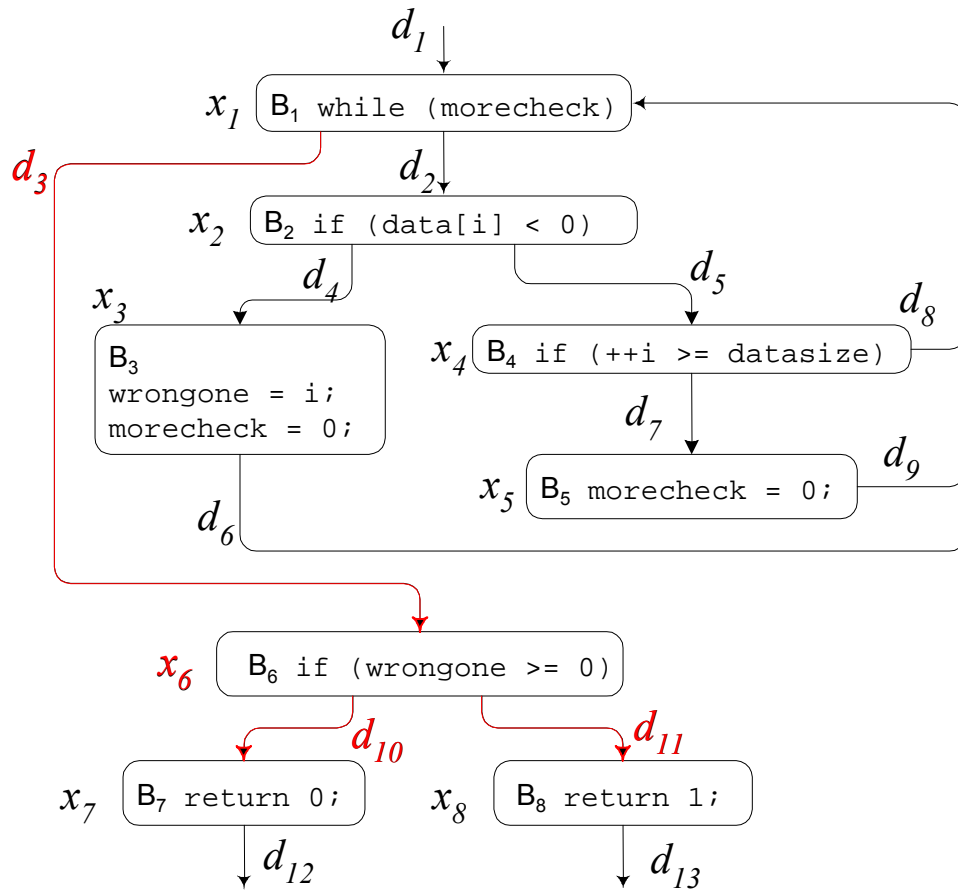 d₁
x₁ B₁ while (morecheck)
d₃ d₂
x₂ B₂ if (data[i] < 0)
d₄ d₅
x₃ d₈
x₄ B₄ if (++i >= datasize)
B₃
wrongone = i;
morecheck = 0;
d₇
d₉
x₅ B₅ morecheck = 0;
d₆
x₆ B₆ if (wrongone >= 0)
d₁₀ d₁₁
x₇ B₇ return 0;
x₈ B₈ return 1;
d₁₂ d₁₃